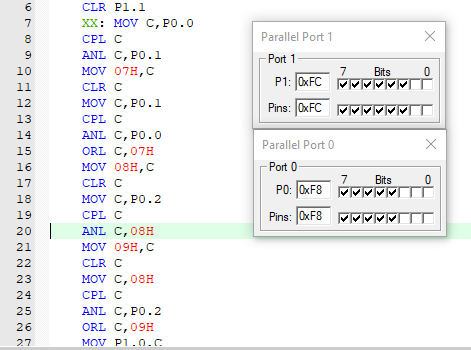 6 CLR P1.1
7 XX: MOV C,P0.0
8 CPL C
9 ANL C,P0.1
10 MOV 07H,C
11 CLR C
12 MOV C,P0.1
13 CPL C
14 ANL C,P0.0
15 ORL C,07H
16 MOV 08H,C
17 CLR C
18 MOV C,P0.2
19 CPL C
20 ANL C,08H
21 MOV 09H,C
22 CLR C
23 MOV C,08H
24 CPL C
25 ANL C,P0.2
26 ORL C,09H
27 MOV P1.0,C
Parallel Port 1
Port 1
7 Bits 0
P1: 0xFC
Pins: 0xFC
Parallel Port 0
Port 0
7 Bits 0
P0: 0xF8
Pins: 0xF8